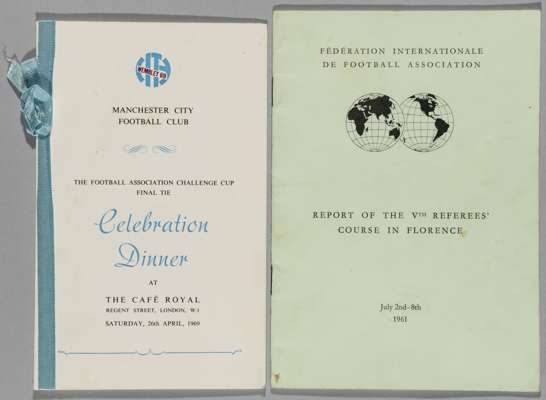 WEMBLEY 69
MANCHESTER CITY
FOOTBALL CLUB
THE FOOTBALL ASSOCIATION CHALLENGE CUP
FINAL TIE
Celebration
Dinner
AT
THE CAFÉ ROYAL
REGENT STREET, LONDON, W.1
SATURDAY, 26th APRIL, 1969
FÉDÉRATION INTERNATIONALE
DE FOOTBALL ASSOCIATION
REPORT OF THE VTH REFEREES'
COURSE IN FLORENCE
July 2nd–8th
1961